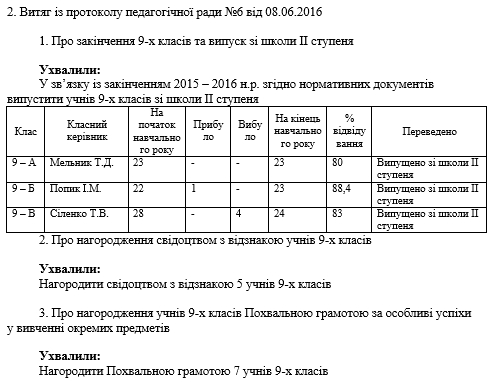 2. Витяг із протоколу педагогічної ради №6 від 08.06.2016
1. Про закінчення 9-х класів та випуск зі школи ІІ ступеня
Ухвалили:
У зв’язку із закінченням 2015 – 2016 н.р. згідно нормативних документів
випустити учнів 9-х класів зі школи ІІ ступеня
Клас
Класний
керівник
На
початок
навчально
го року
Прибу
ло
Вибу
ло
На кінець
навчально
го року
%
відвіду
вання
Переведено
9 – А Мельник Т.Д. 23 - - 23 80 Випущено зі школи ІІ
ступеня
9 – Б Попик І.М. 22 1 - 23 88,4 Випущено зі школи ІІ
ступеня
9 – В Сіленко Т.В. 28 - 4 24 83 Випущено зі школи ІІ
ступеня
2. Про нагородження свідоцтвом з відзнакою учнів 9-х класів
Ухвалили:
Нагородити свідоцтвом з відзнакою 5 учнів 9-х класів
3. Про нагородження учнів 9-х класів Похвальною грамотою за особливі успіхи
у вивченні окремих предметів
Ухвалили:
Нагородити Похвальною грамотою 7 учнів 9-х класів